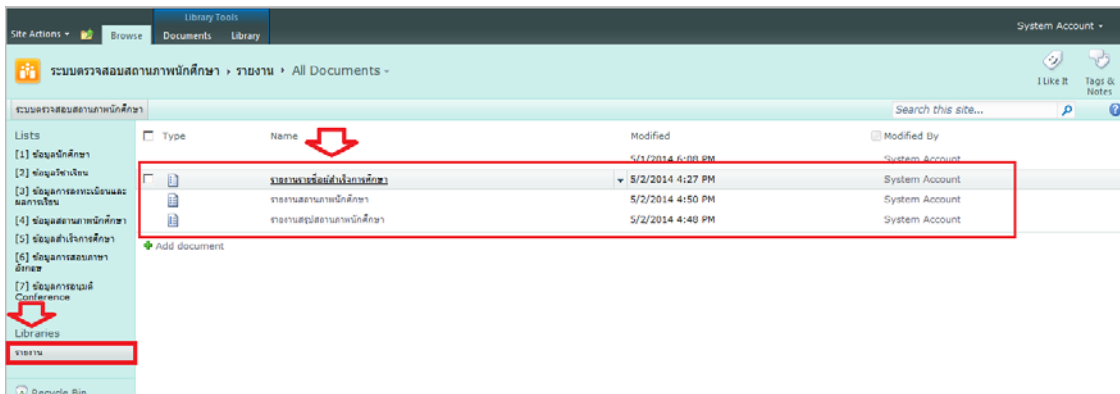 Library Tools
System Account
Site Actions
Browse
Documents
Library
ระบบตรวจสอบสถานภาพนักศึกษา › รายงาน › All Documents
I Like It
Tags & Notes
ระบบตรวจสอบสถานภาพนักศึกษา
Search this site...
Lists
Type
Name
Modified
Modified By
[1] ข้อมูลนักศึกษา
5/1/2014 6:08 PM
System Account
[2] ข้อมูลวิชาเรียน
รายงานรายชื่อผู้สำเร็จการศึกษา
5/2/2014 4:27 PM
System Account
[3] ข้อมูลการลงทะเบียนและ
ผลการเรียน
รายงานสถานภาพนักศึกษา
5/2/2014 4:50 PM
System Account
[4] ข้อมูลสถานภาพนักศึกษา
รายงานสรุปสถานภาพนักศึกษา
5/2/2014 4:48 PM
System Account
[5] ข้อมูลสำเร็จการศึกษา
Add document
[6] ข้อมูลการสอบภาษา
อังกฤษ
[7] ข้อมูลการอนุมัติ
Conference
Libraries
รายงาน
Recycle Bin